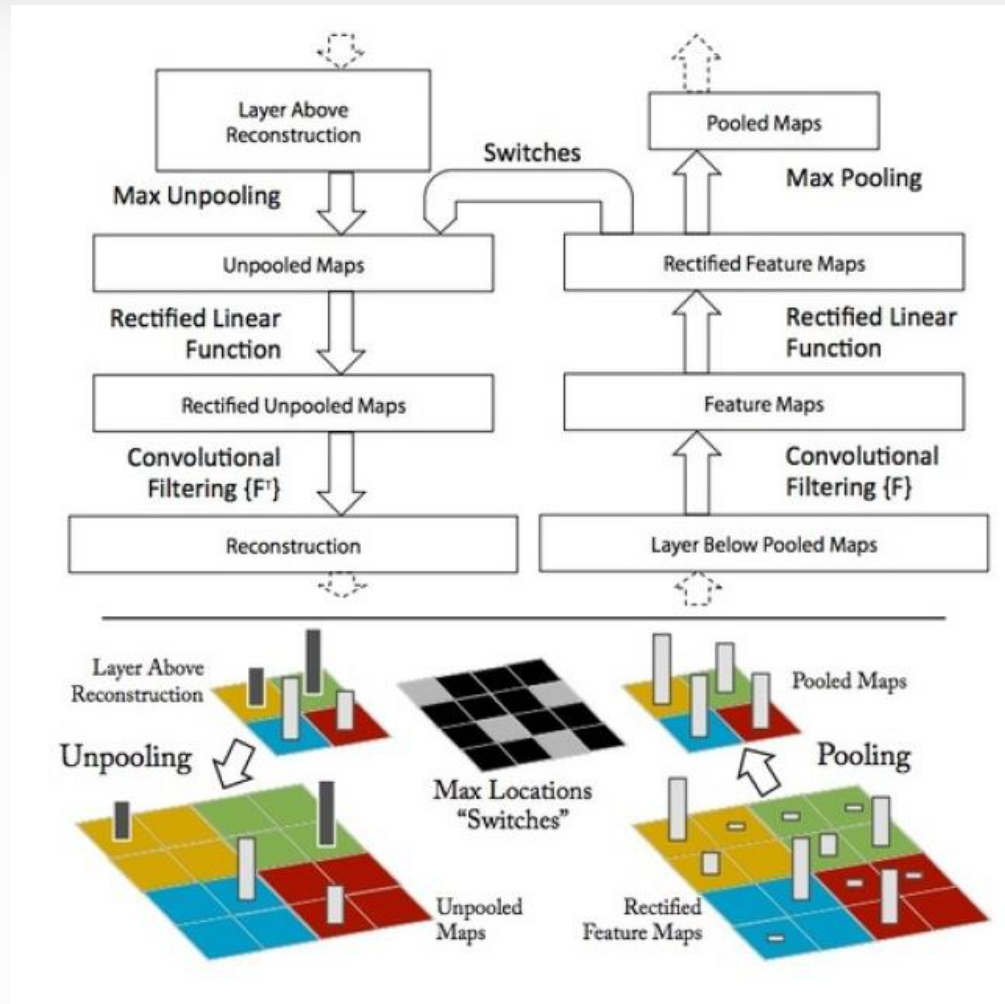 Layer Above
Reconstruction
Pooled Maps
Switches
Max Unpooling
Max Pooling
Unpooled Maps
Rectified Feature Maps
Rectified Linear
Function
Rectified Linear
Function
Rectified Unpooled Maps
Feature Maps
Convolutional
Filtering {Fᵀ}
Convolutional
Filtering {F}
Reconstruction
Layer Below Pooled Maps
Layer Above
Reconstruction
Pooled Maps
Unpooling
Pooling
Max Locations
“Switches”
Unpooled
Maps
Rectified
Feature Maps